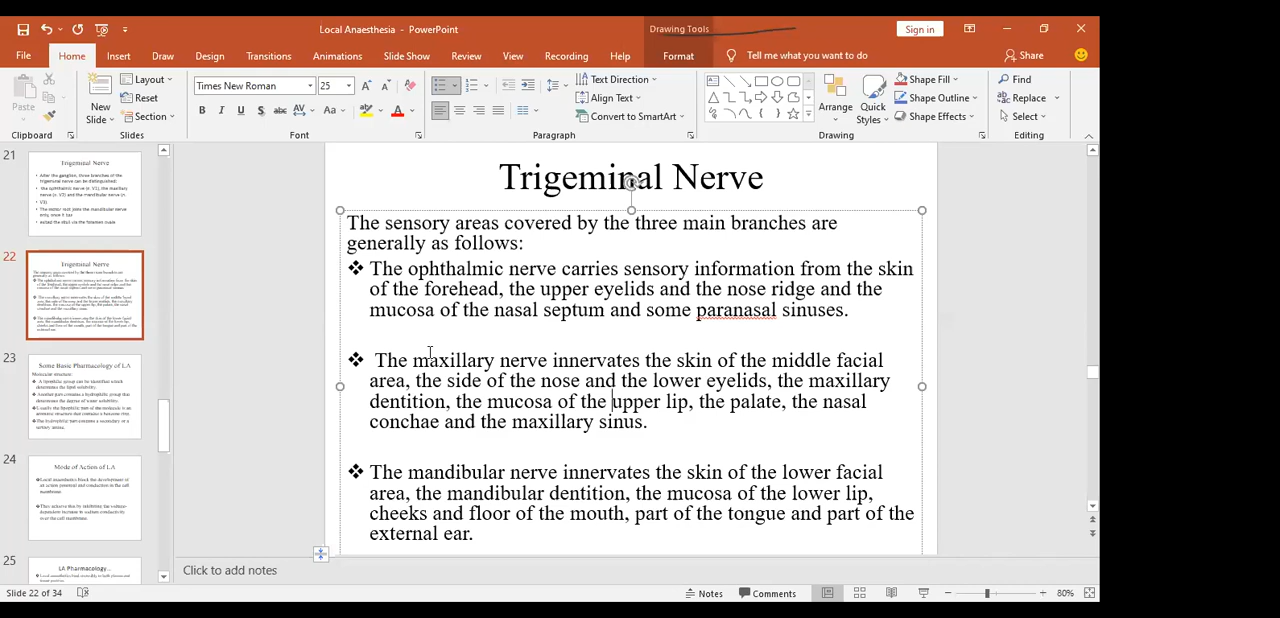 Local Anaesthesia - PowerPoint
Drawing Tools
Sign in
File Home Insert Draw Design Transitions Animations Slide Show Review View Recording Help Format Tell me what you want to do Share
Paste
New Slide
Layout
Reset
Section
Times New Roman 25
B I U S abc AV Aa A
Text Direction
Align Text
Convert to SmartArt
Arrange
Quick Styles
Shape Fill
Shape Outline
Shape Effects
Find
Replace
Select
Clipboard Slides Font Paragraph Drawing Editing
21
Trigeminal Nerve
22
Trigeminal Nerve
23
Some Basic Pharmacology of LA
Molecular structure:
24
Mode of Action of LA
25
LA Pharmacology...
Trigeminal Nerve
The sensory areas covered by the three main branches are
generally as follows:
❖ The ophthalmic nerve carries sensory information from the skin
of the forehead, the upper eyelids and the nose ridge and the
mucosa of the nasal septum and some paranasal sinuses.
❖ The maxillary nerve innervates the skin of the middle facial
area, the side of the nose and the lower eyelids, the maxillary
dentition, the mucosa of the upper lip, the palate, the nasal
conchae and the maxillary sinus.
❖ The mandibular nerve innervates the skin of the lower facial
area, the mandibular dentition, the mucosa of the lower lip,
cheeks and floor of the mouth, part of the tongue and part of the
external ear.
Click to add notes
Slide 22 of 34
Notes
Comments
80%